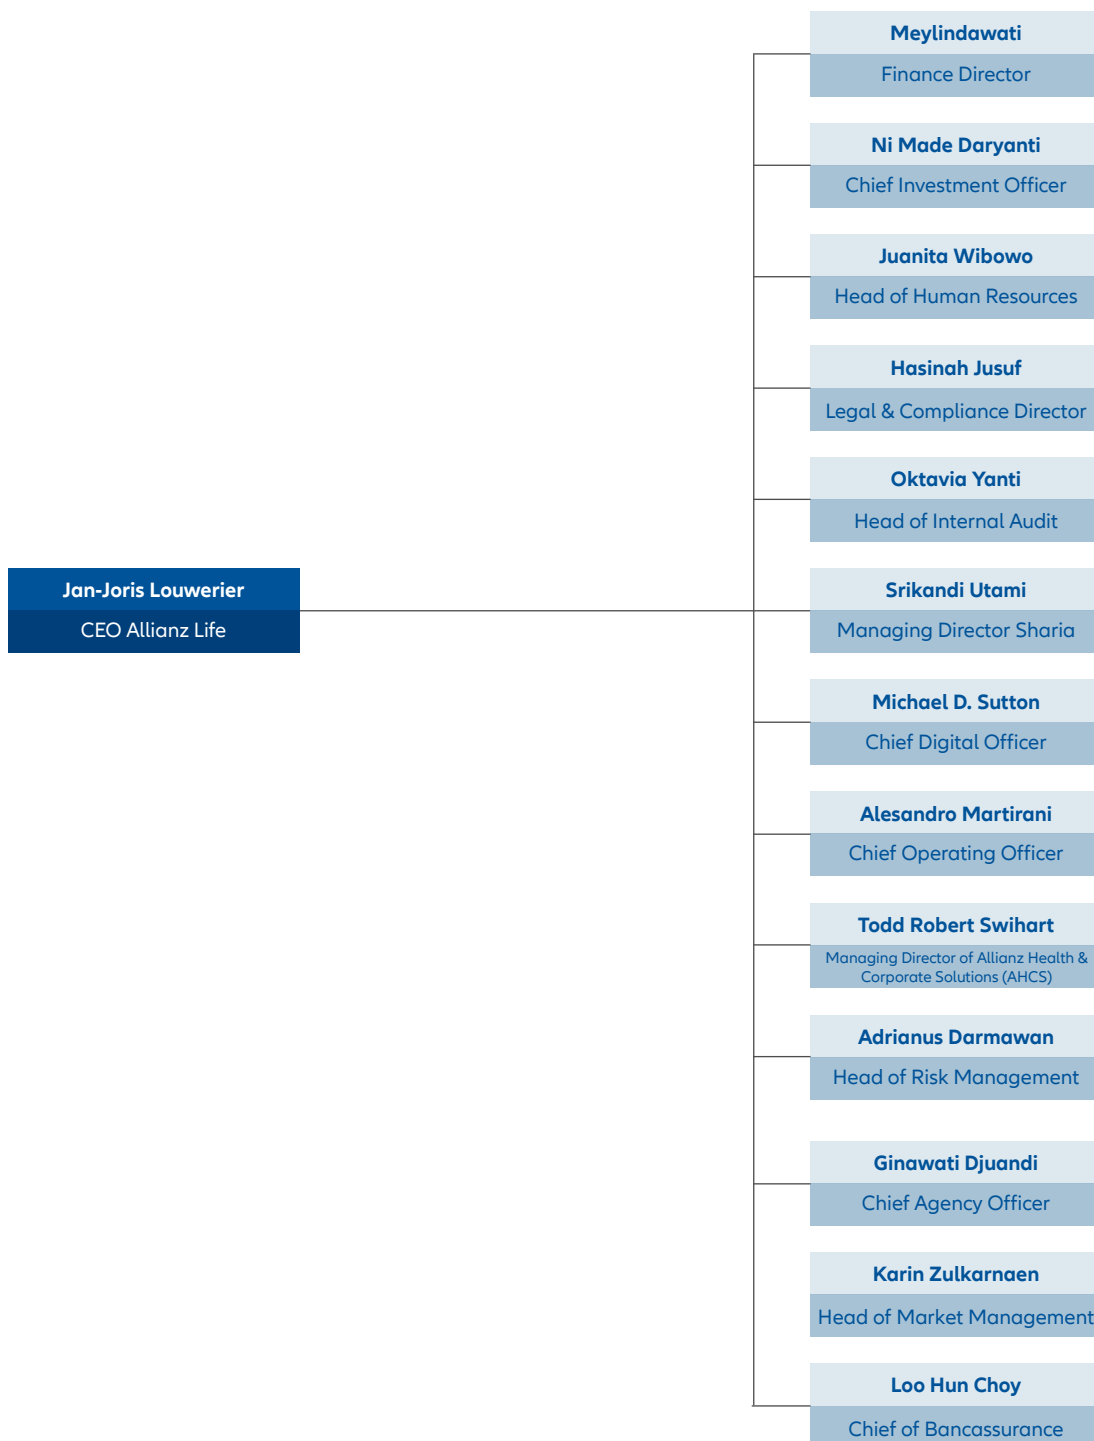 Meylindawati
Finance Director
Ni Made Daryanti
Chief Investment Officer
Juanita Wibowo
Head of Human Resources
Hasinah Jusuf
Legal & Compliance Director
Oktavia Yanti
Head of Internal Audit
Jan-Joris Louwerier
CEO Allianz Life
Srikandi Utami
Managing Director Sharia
Michael D. Sutton
Chief Digital Officer
Alesandro Martirani
Chief Operating Officer
Todd Robert Swihart
Managing Director of Allianz Health &
Corporate Solutions (AHCS)
Adrianus Darmawan
Head of Risk Management
Ginawati Djuandi
Chief Agency Officer
Karin Zulkarnaen
Head of Market Management
Loo Hun Choy
Chief of Bancassurance